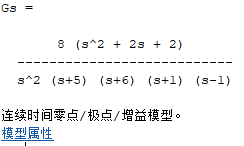 Gs =
8 (s^2 + 2s + 2)
---------------------------
s^2 (s+5) (s+6) (s+1) (s-1)
连续时间零点/极点/增益模型。
模型属性